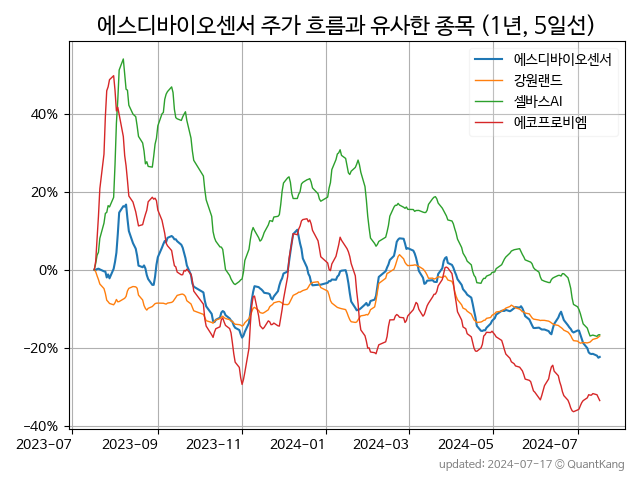 에스디바이오센서 주가 흐름과 유사한 종목 (1년, 5일선)
에스디바이오센서
강원랜드
셀바스AI
에코프로비엠
40%
20%
0%
−20%
−40%
2023-07
2023-09
2023-11
2024-01
2024-03
2024-05
2024-07
updated: 2024-07-17 © QuantKang